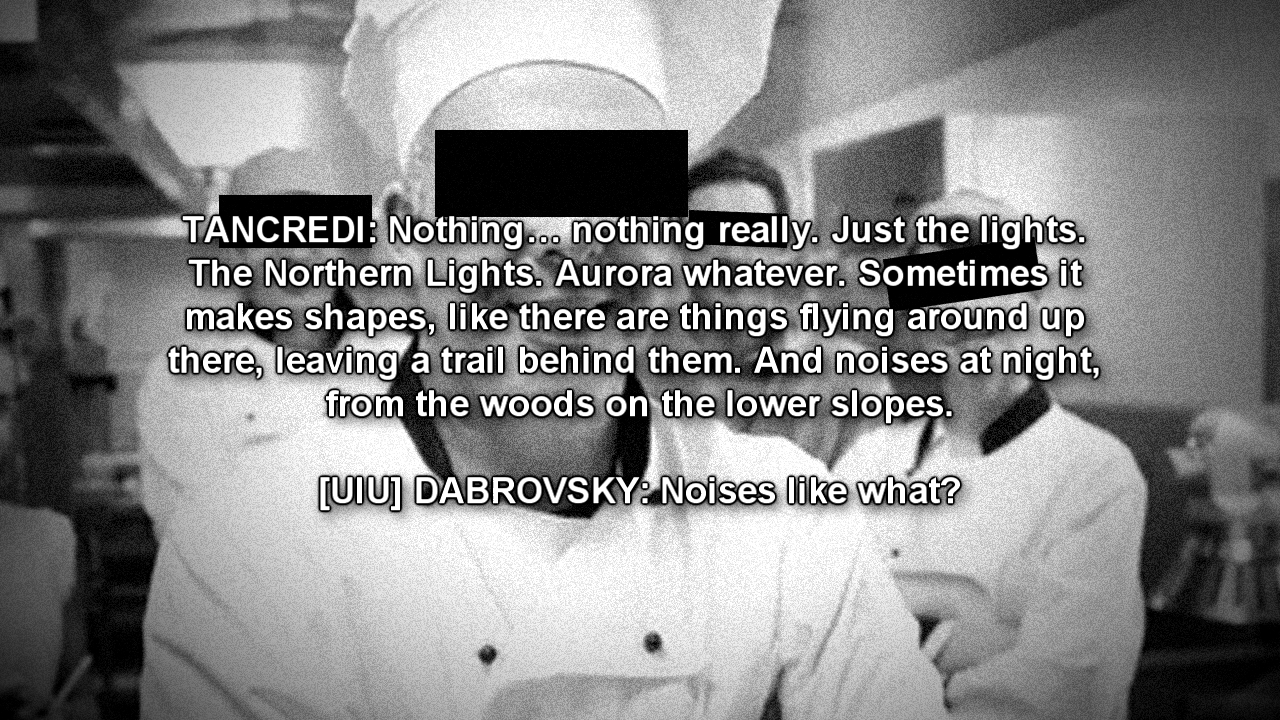 TANCREDI: Nothing… nothing really. Just the lights.
The Northern Lights. Aurora whatever. Sometimes it
makes shapes, like there are things flying around up
there, leaving a trail behind them. And noises at night,
from the woods on the lower slopes.
[UIU] DABROVSKY: Noises like what?